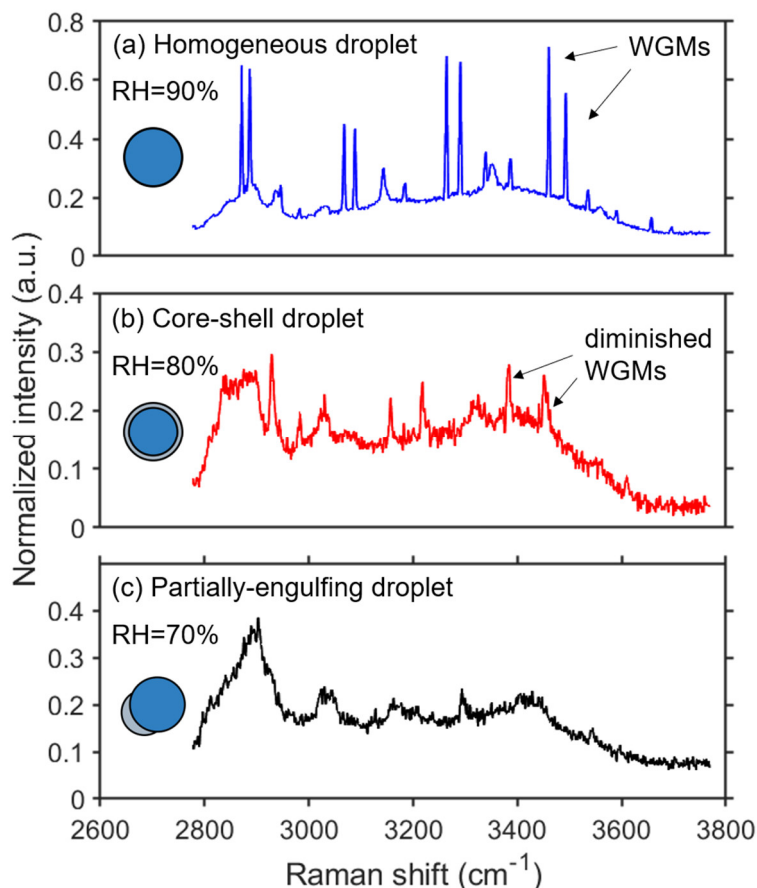 Normalized intensity (a.u.)
0.8
0.6
0.4
0.2
0
(a) Homogeneous droplet
RH=90%
WGMs
0.4
0.3
0.2
0.1
0
(b) Core-shell droplet
RH=80%
diminished
WGMs
0.4
0.3
0.2
0.1
0
(c) Partially-engulfing droplet
RH=70%
2600 2800 3000 3200 3400 3600 3800
Raman shift (cm⁻¹)